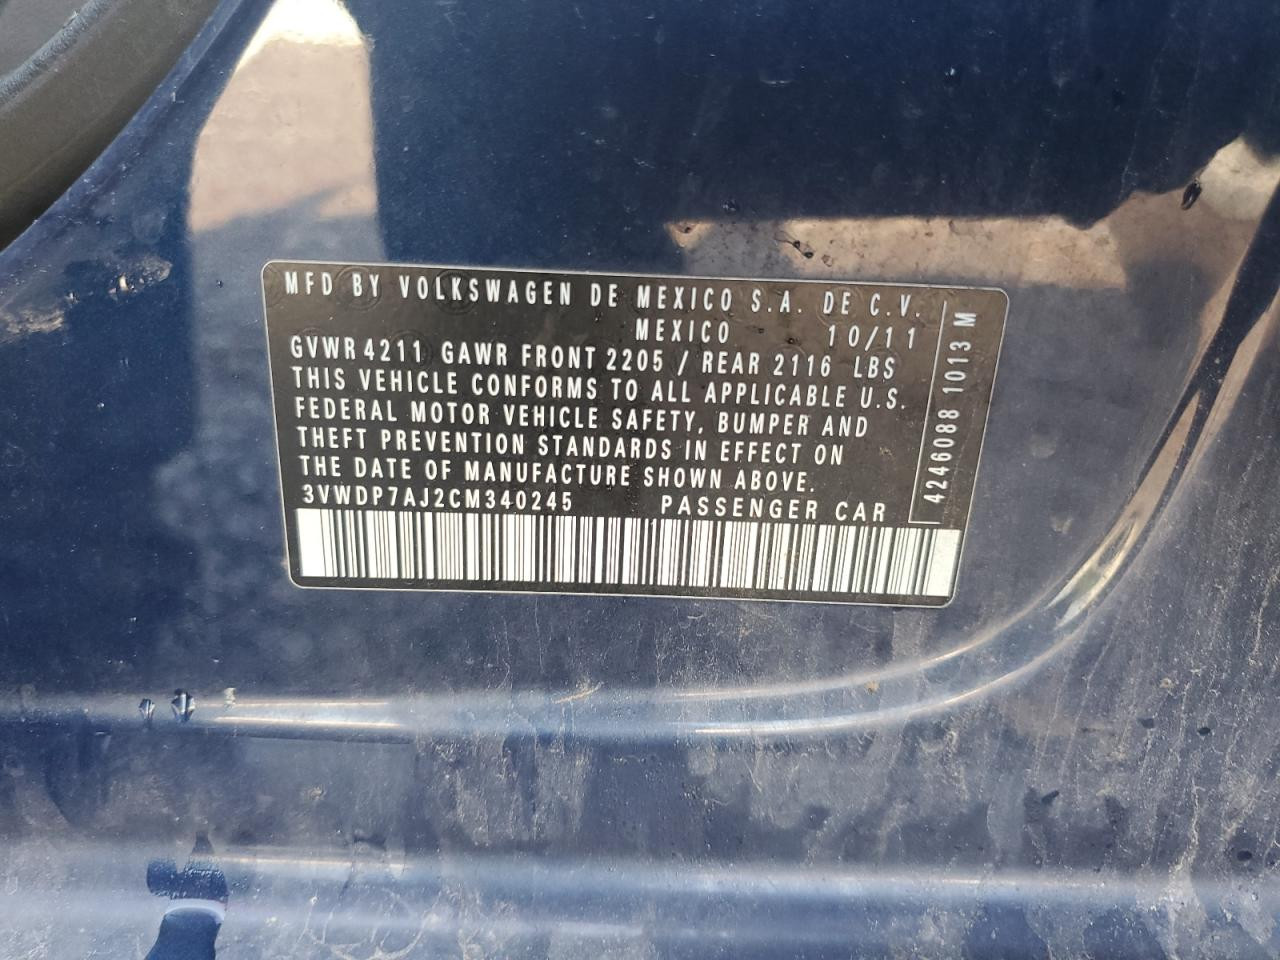 MFD BY VOLKSWAGEN DE MEXICO S.A. DE C.V.
MEXICO 10/11
GVWR 4211 GAWR FRONT 2205 / REAR 2116 LBS
THIS VEHICLE CONFORMS TO ALL APPLICABLE U.S.
FEDERAL MOTOR VEHICLE SAFETY, BUMPER AND
THEFT PREVENTION STANDARDS IN EFFECT ON
THE DATE OF MANUFACTURE SHOWN ABOVE.
3VWDP7AJ2CM340245 PASSENGER CAR
4246088 1013 M